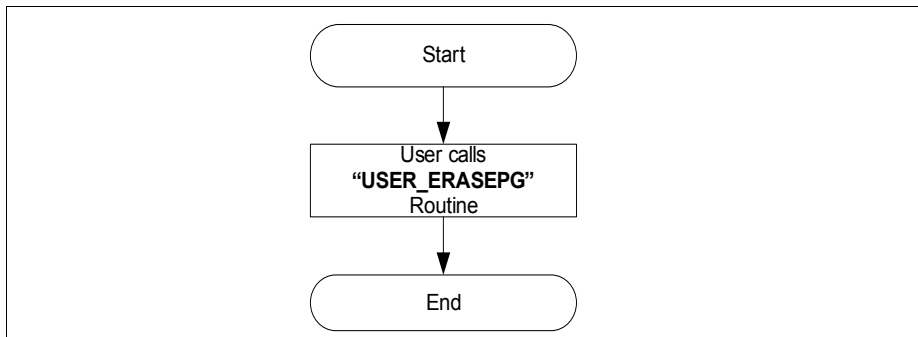 Start
User calls
“USER_ERASEPG”
Routine
End